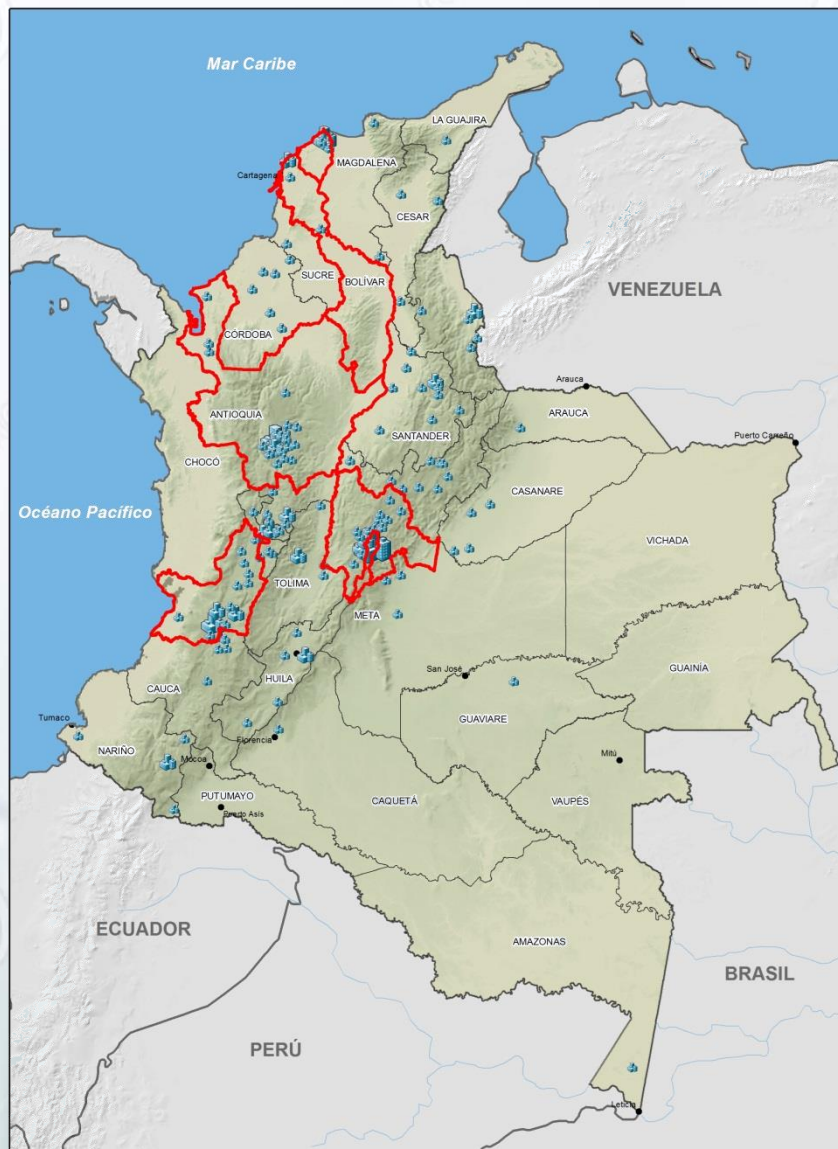 Mar Caribe
LA GUAJIRA
MAGDALENA
Cartagena
CESAR
SUCRE
BOLÍVAR
VENEZUELA
CÓRDOBA
Arauca
ANTIOQUIA
ARAUCA
SANTANDER
Puerto Carreño
CHOCÓ
CASANARE
Océano Pacífico
VICHADA
TOLIMA
META
GUAINÍA
San José
HUILA
CAUCA
GUAVIARE
Tumaco
Florencia
NARIÑO
Mitú
Mocoa
PUTUMAYO
CAQUETÁ
VAUPÉS
Puerto Asís
ECUADOR
AMAZONAS
BRASIL
PERÚ
Leticia